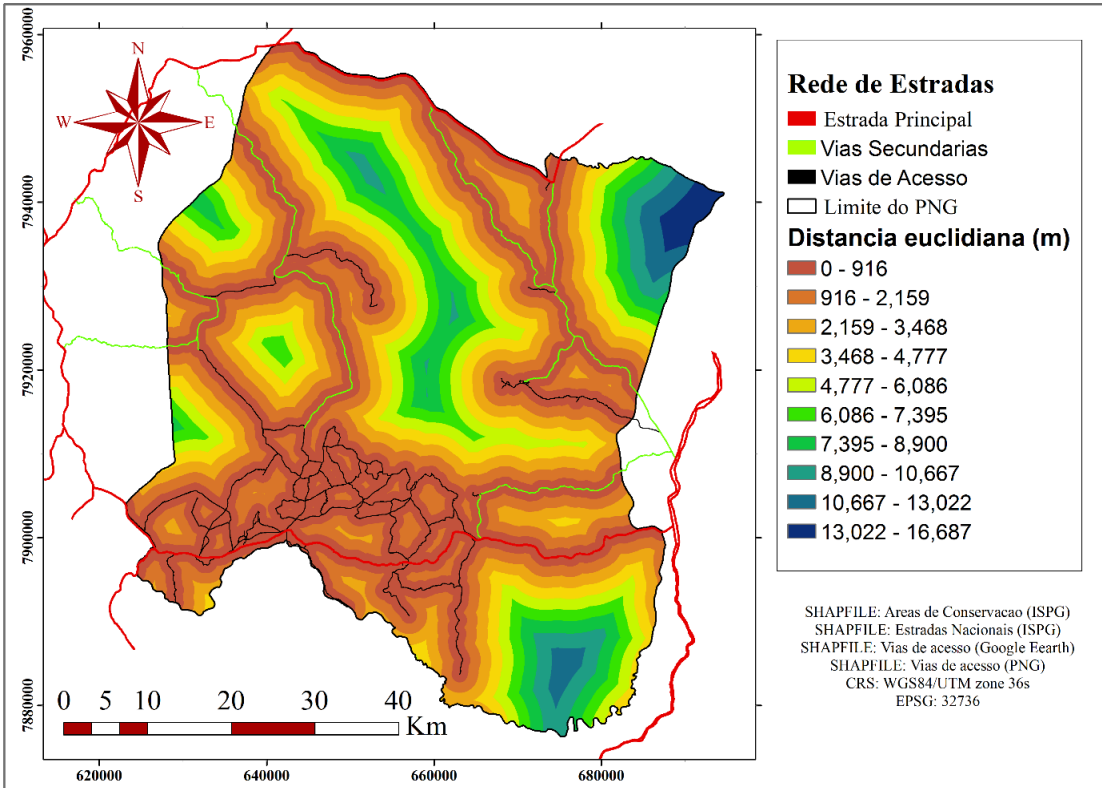 7960000
7940000
7920000
7900000
7880000
620000
640000
660000
680000
N
W
E
S
0 5 10 20 30 40
Km
Rede de Estradas
Estrada Principal
Vias Secundarias
Vias de Acesso
Limite do PNG
Distancia euclidiana (m)
0 - 916
916 - 2,159
2,159 - 3,468
3,468 - 4,777
4,777 - 6,086
6,086 - 7,395
7,395 - 8,900
8,900 - 10,667
10,667 - 13,022
13,022 - 16,687
SHAPFILE: Areas de Conservacao (ISPG)
SHAPFILE: Estradas Nacionais (ISPG)
SHAPFILE: Vias de acesso (Google Eearth)
SHAPFILE: Vias de acesso (PNG)
CRS: WGS84/UTM zone 36s
EPSG: 32736